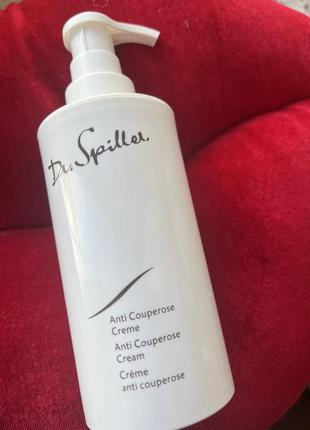 Dr. Spiller.
Anti Couperose
Creme
Anti Couperose
Cream
Crème
anti couperose